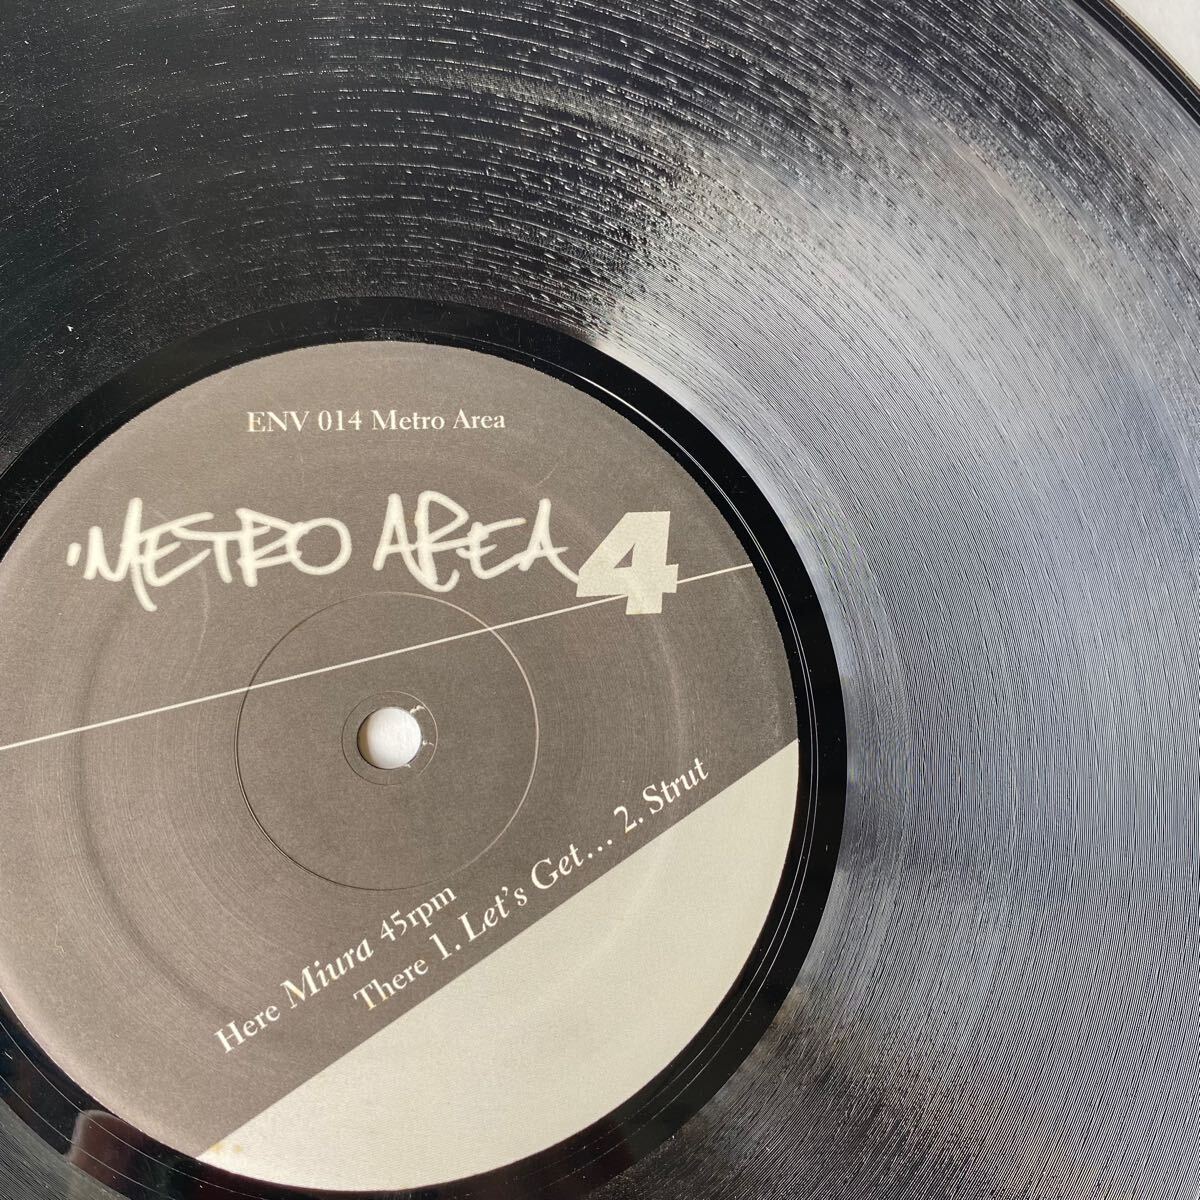 ENV 014 Metro Area
METRO AREA 4
Here Miura 45rpm
There 1. Let's Get... 2. Strut